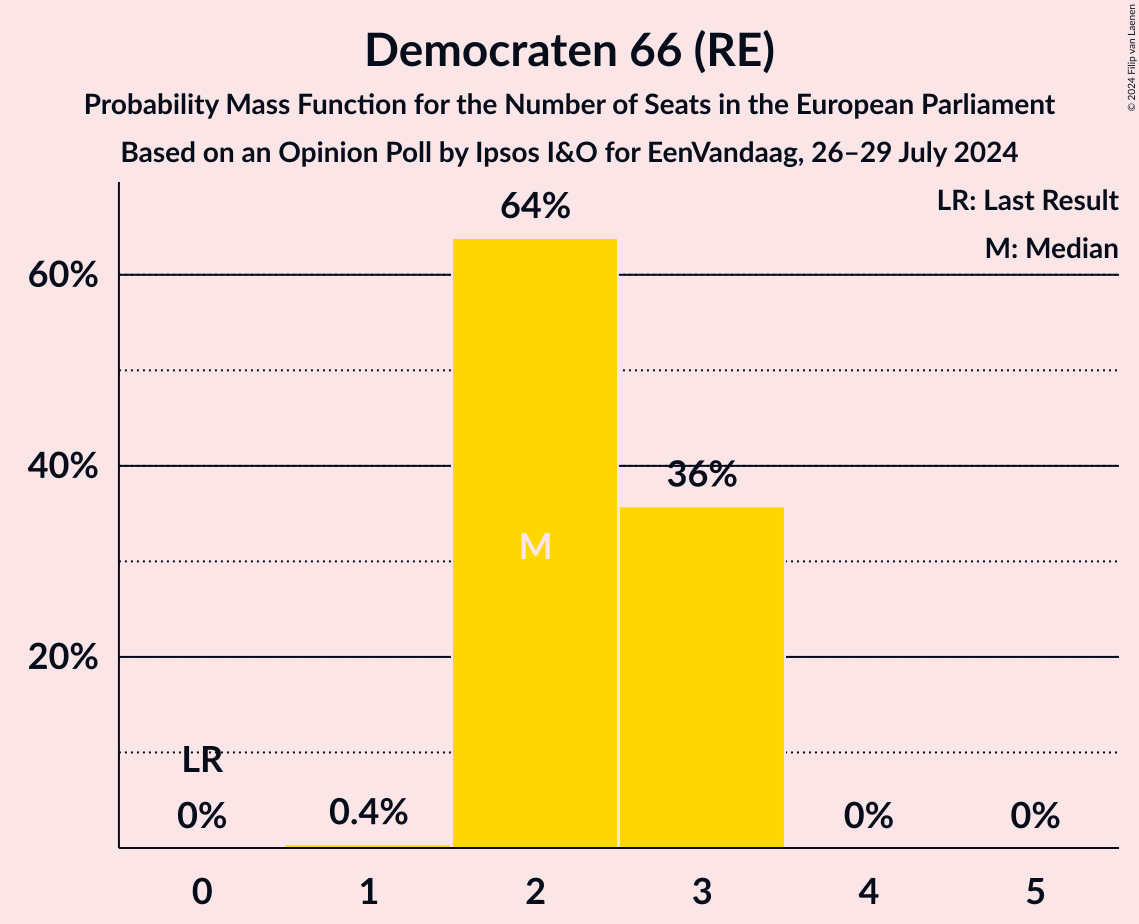 Democraten 66 (RE)
Probability Mass Function for the Number of Seats in the European Parliament
Based on an Opinion Poll by Ipsos I&O for EenVandaag, 26–29 July 2024
© 2024 Filip van Laenen
LR: Last Result
M: Median
64%
60%
40%
36%
M
20%
LR
0%
0.4%
0%
0%
0 1 2 3 4 5